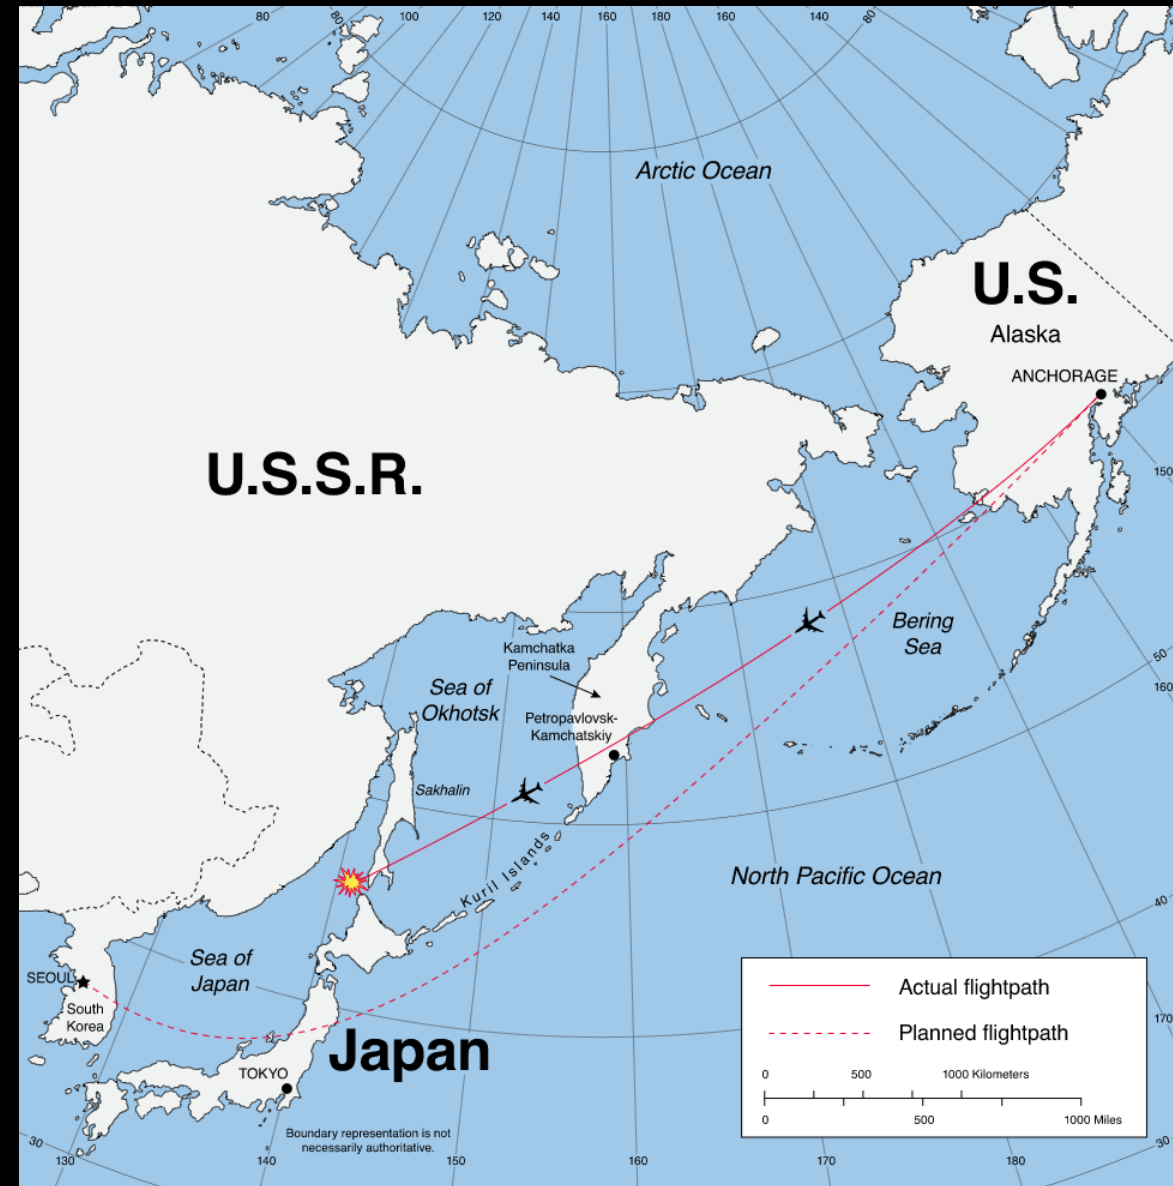 80
80
100
120
140
160
180
160
140
80
Arctic Ocean
U.S.
Alaska
ANCHORAGE
U.S.S.R.
150
Bering
Sea
Kamchatka
Peninsula
50
160
Sea of
Okhotsk
Petropavlovsk-
Kamchatskiy
Sakhalin
Kuril Islands
North Pacific Ocean
40
Sea of
Japan
SEOUL
South
Korea
Actual flightpath
170
Planned flightpath
Japan
TOKYO
0 500 1000 Kilometers
0 500 1000 Miles
Boundary representation is not
necessarily authoritative.
30
30
130
140
150
160
170
180